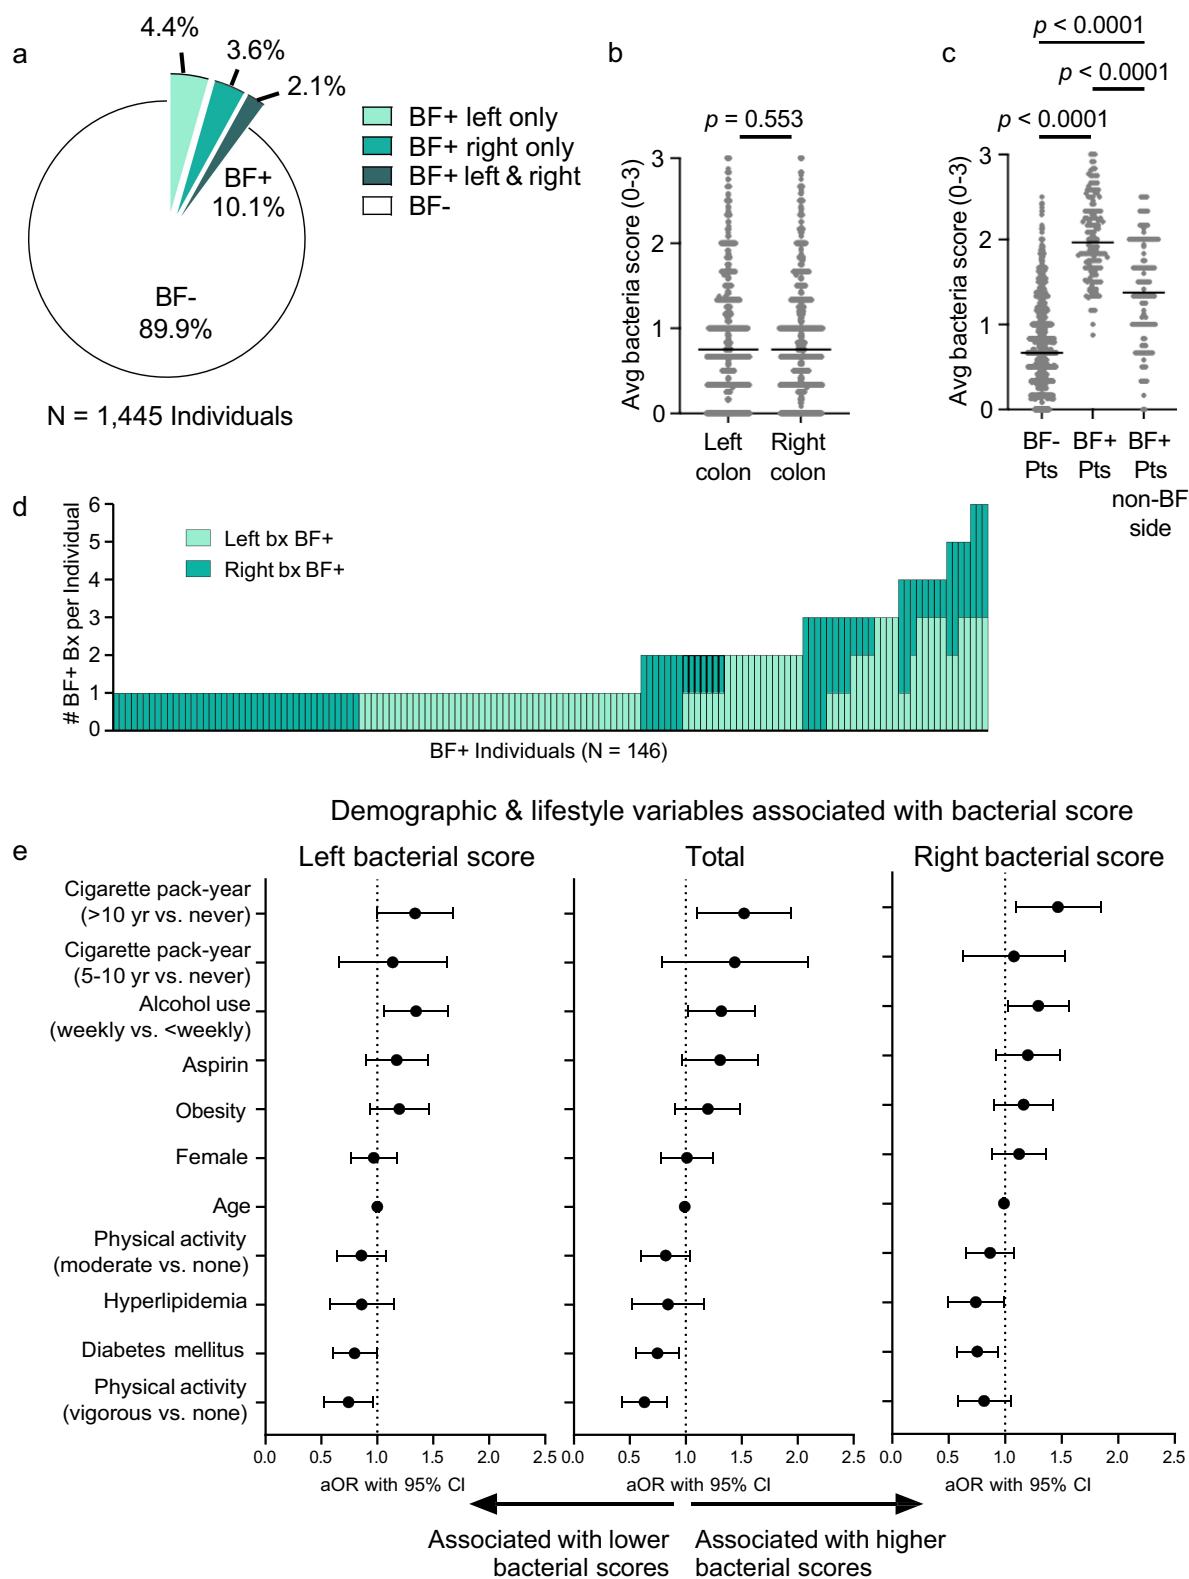 a
4.4%
3.6%
2.1%
BF+
10.1%
BF-
89.9%
N = 1,445 Individuals
BF+ left only
BF+ right only
BF+ left & right
BF-
b
p = 0.553
Avg bacteria score (0-3)
3
2
1
0
Left
colon
Right
colon
c
p < 0.0001
p < 0.0001
p < 0.0001
Avg bacteria score (0-3)
3
2
1
0
BF-
Pts
BF+
Pts
BF+
Pts
non-BF
side
d
# BF+ Bx per Individual
6
5
4
3
2
1
0
Left bx BF+
Right bx BF+
BF+ Individuals (N = 146)
Demographic & lifestyle variables associated with bacterial score
e
Left bacterial score
Total
Right bacterial score
Cigarette pack-year
(>10 yr vs. never)
Cigarette pack-year
(5-10 yr vs. never)
Alcohol use
(weekly vs. <weekly)
Aspirin
Obesity
Female
Age
Physical activity
(moderate vs. none)
Hyperlipidemia
Diabetes mellitus
Physical activity
(vigorous vs. none)
0.0 0.5 1.0 1.5 2.0 2.5
0.0 0.5 1.0 1.5 2.0 2.5
0.0 0.5 1.0 1.5 2.0 2.5
aOR with 95% CI
aOR with 95% CI
aOR with 95% CI
Associated with lower
bacterial scores
Associated with higher
bacterial scores